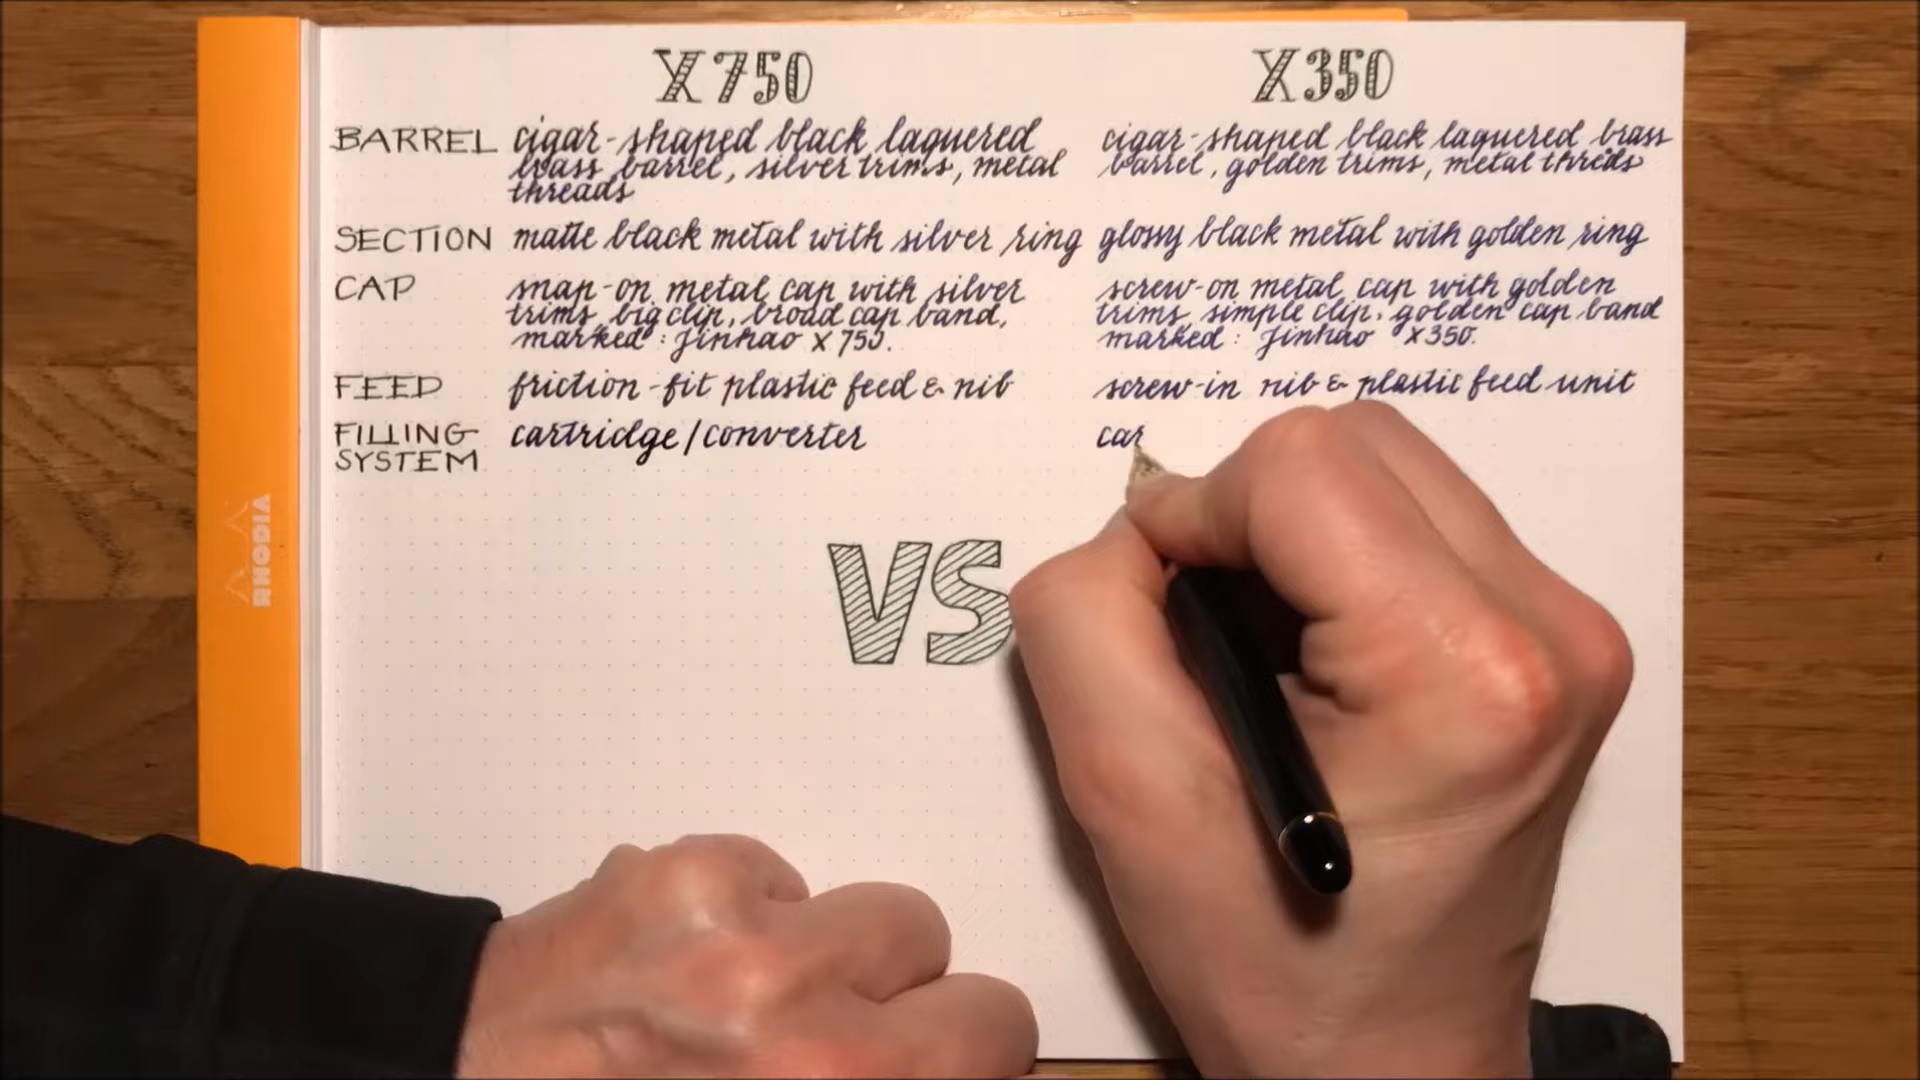 X750
X350
BARREL cigar-shaped black laquered
brass barrel, silver trims, metal
threads
cigar-shaped black laquered brass
barrel, golden trims, metal threds
SECTION matte black metal with silver ring
glossy black metal with golden ring
CAP snap-on metal cap with silver
trims, big clip, broad cap band,
marked: Jinhao X 750.
screw-on metal cap with golden
trims, simple clip, golden cap band
marked: Jinhao X350.
FEED friction-fit plastic feed & nib
screw-in nib & plastic feed unit
FILLING cartridge/converter
SYSTEM
car
VS
RHODIA